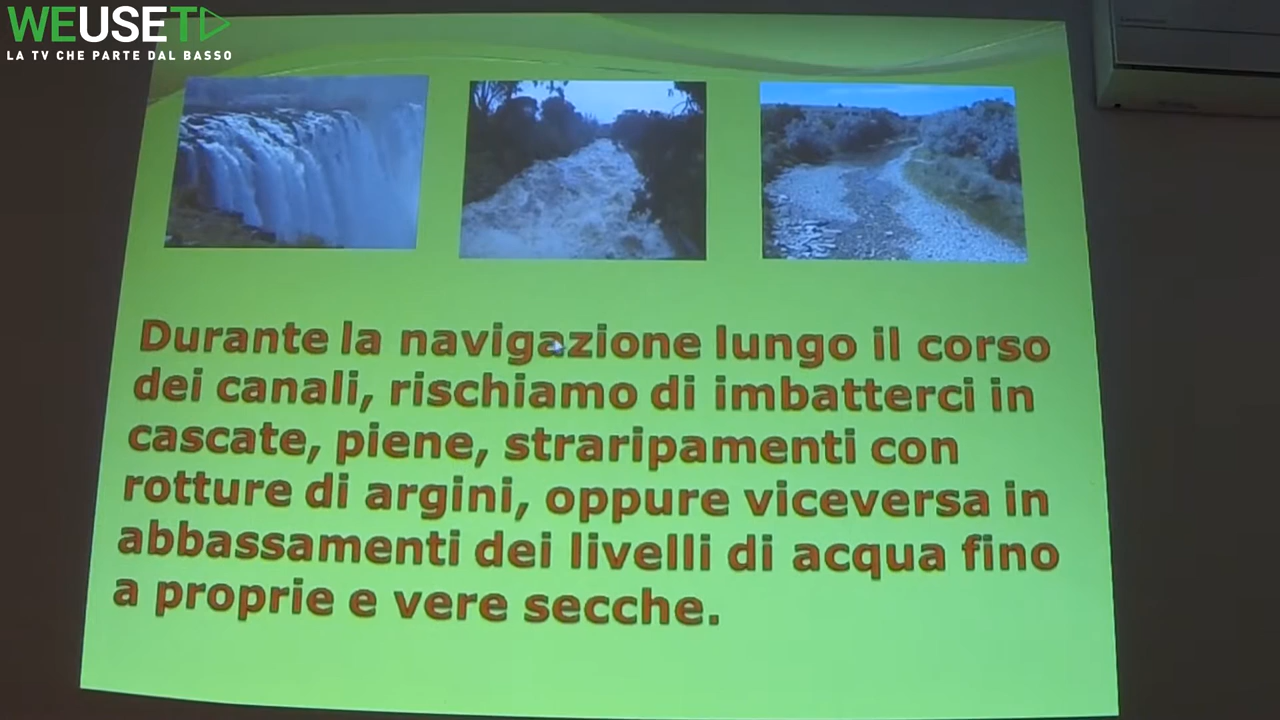 WEUSETV
LA TV CHE PARTE DAL BASSO
Durante la navigazione lungo il corso
dei canali, rischiamo di imbatterci in
cascate, piene, straripamenti con
rotture di argini, oppure viceversa in
abbassamenti dei livelli di acqua fino
a proprie e vere secche.